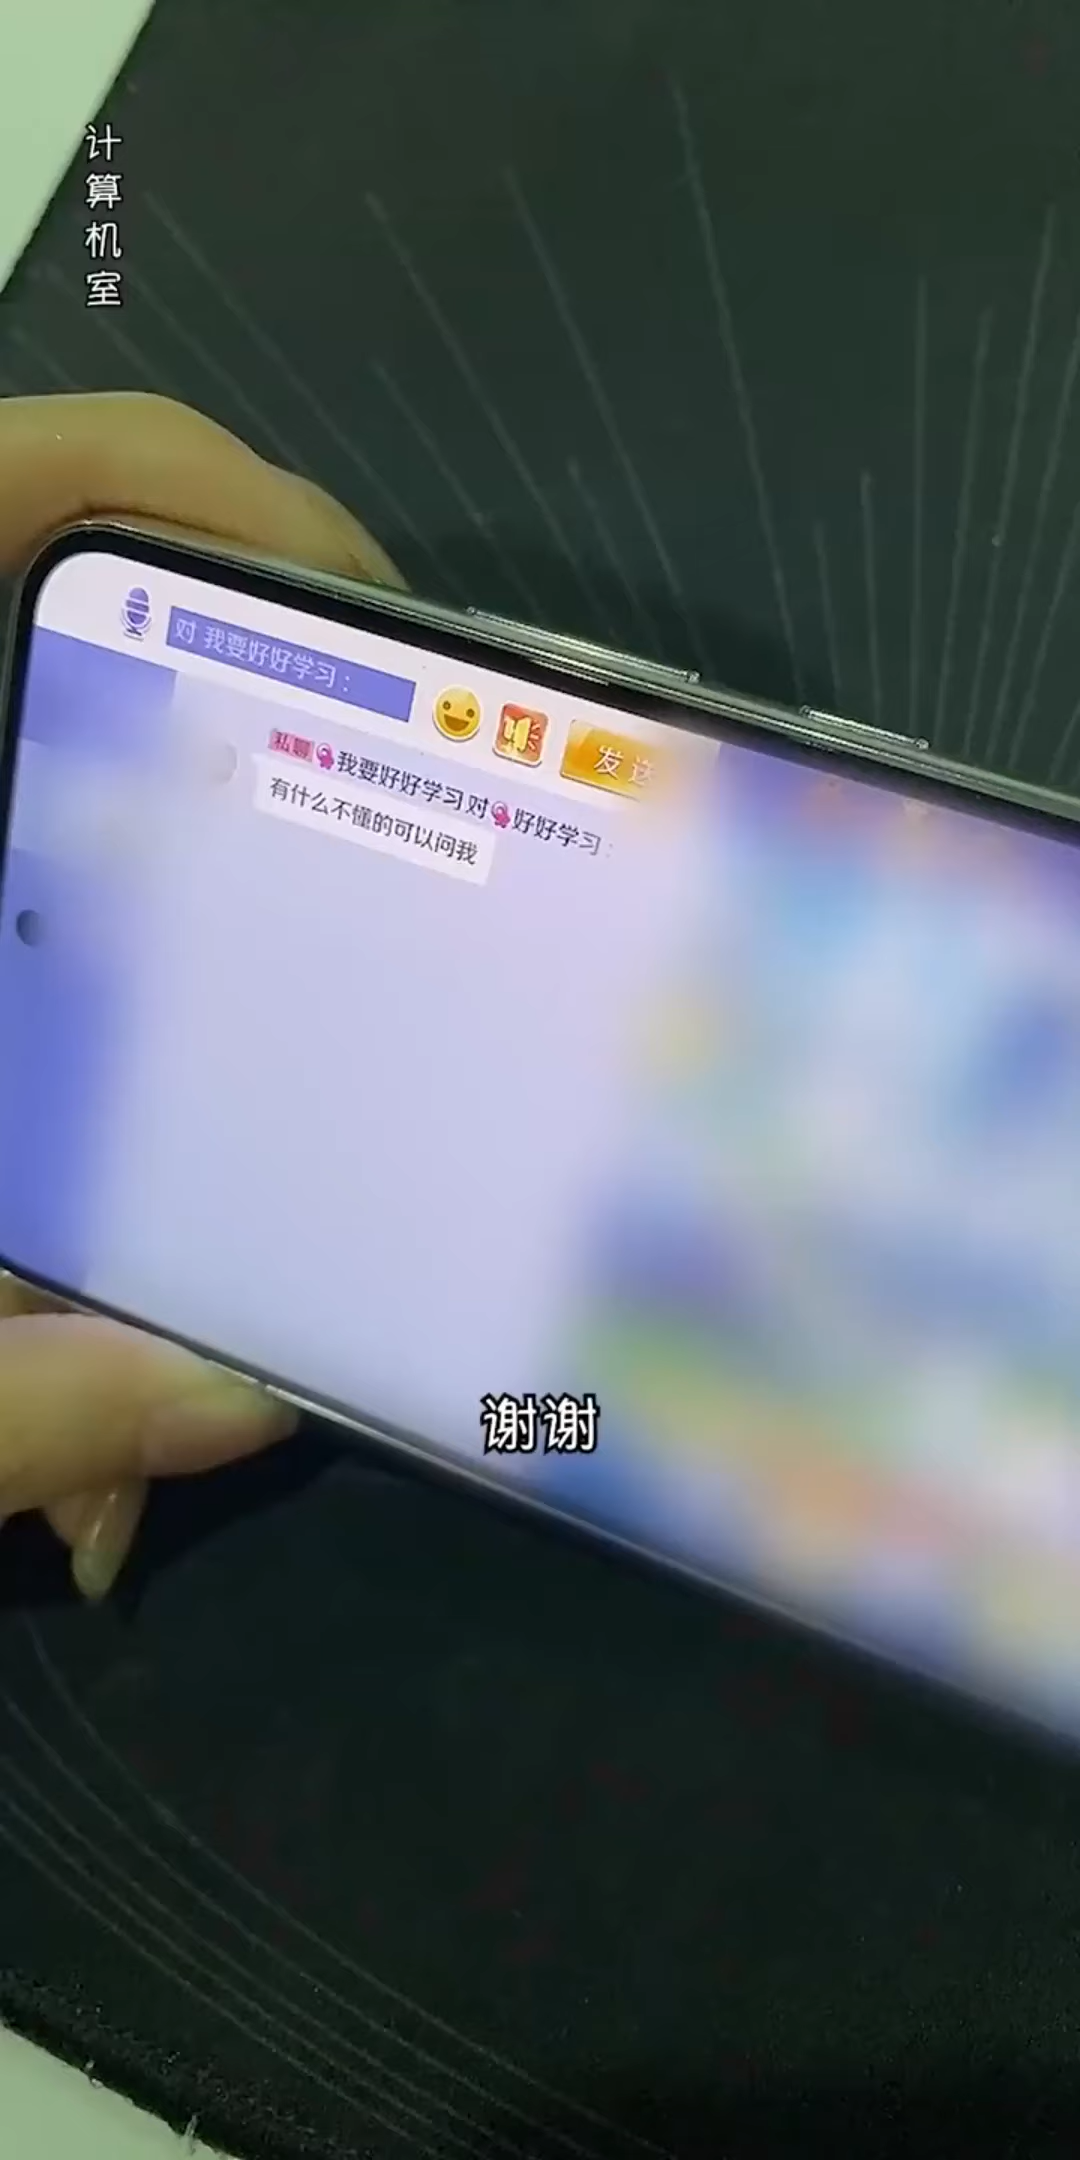 计算机室
对 我要好好学习：
发送
私聊 我要好好学习对 好好学习：
有什么不懂的可以问我
谢谢